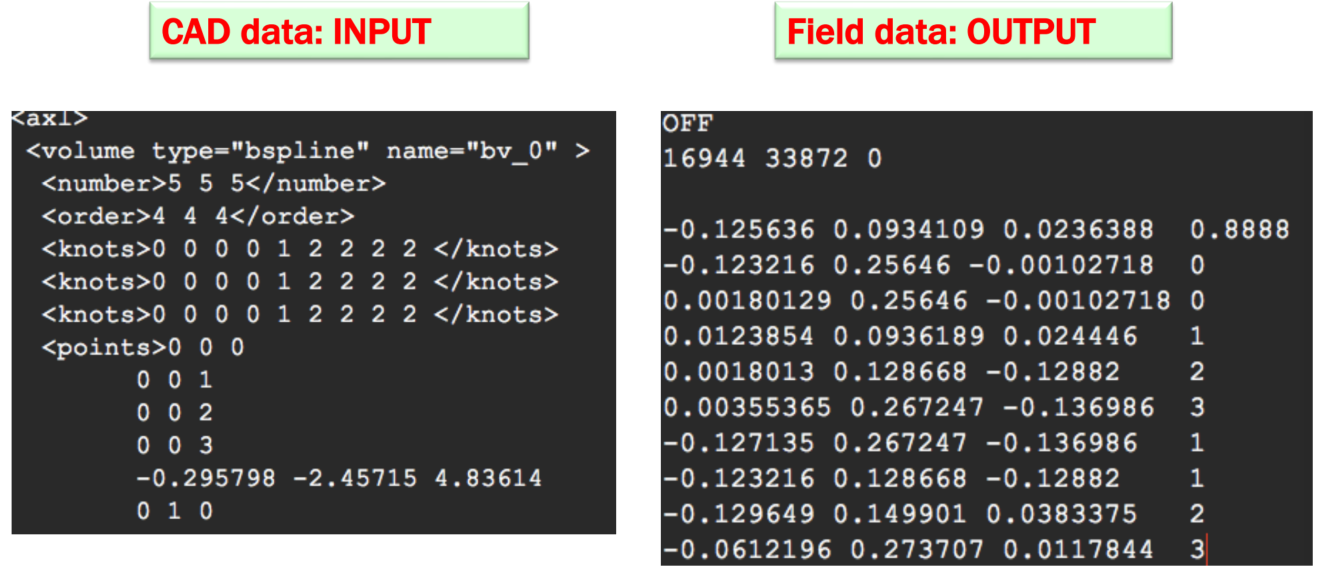 CAD data: INPUT
Field data: OUTPUT
<axl>
<volume type="bspline" name="bv_0" >
<number>5 5 5</number>
<order>4 4 4</order>
<knots>0 0 0 0 1 2 2 2 2 </knots>
<knots>0 0 0 0 1 2 2 2 2 </knots>
<knots>0 0 0 0 1 2 2 2 2 </knots>
<points>0 0 0
0 0 1
0 0 2
0 0 3
-0.295798 -2.45715 4.83614
0 1 0
OFF
16944 33872 0
-0.125636 0.0934109 0.0236388 0.8888
-0.123216 0.25646 -0.00102718 0
0.00180129 0.25646 -0.00102718 0
0.0123854 0.0936189 0.024446 1
0.0018013 0.128668 -0.12882 2
0.00355365 0.267247 -0.136986 3
-0.127135 0.267247 -0.136986 1
-0.123216 0.128668 -0.12882 1
-0.129649 0.149901 0.0383375 2
-0.0612196 0.273707 0.0117844 3